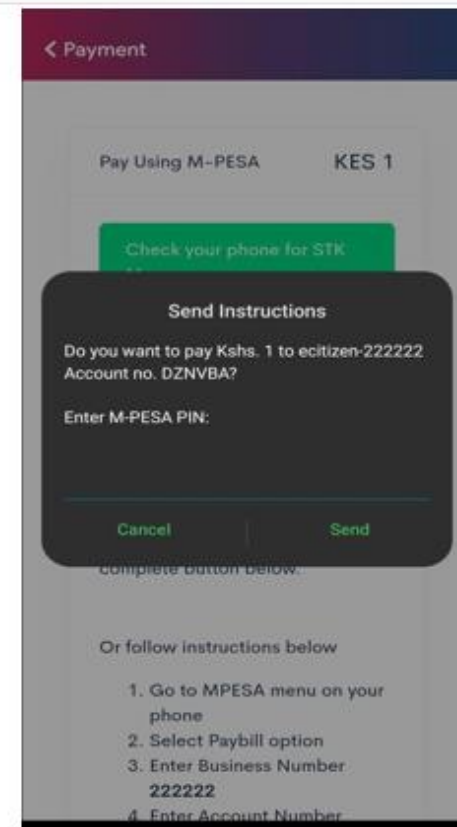 Payment
Pay Using M-PESA KES 1
Check your phone for STK
Send Instructions
Do you want to pay Kshs. 1 to ecitizen-222222
Account no. DZNVBA?
Enter M-PESA PIN:
Cancel Send
complete button below.
Or follow instructions below
1. Go to MPESA menu on your
phone
2. Select Paybill option
3. Enter Business Number
222222
4. Enter Account Number